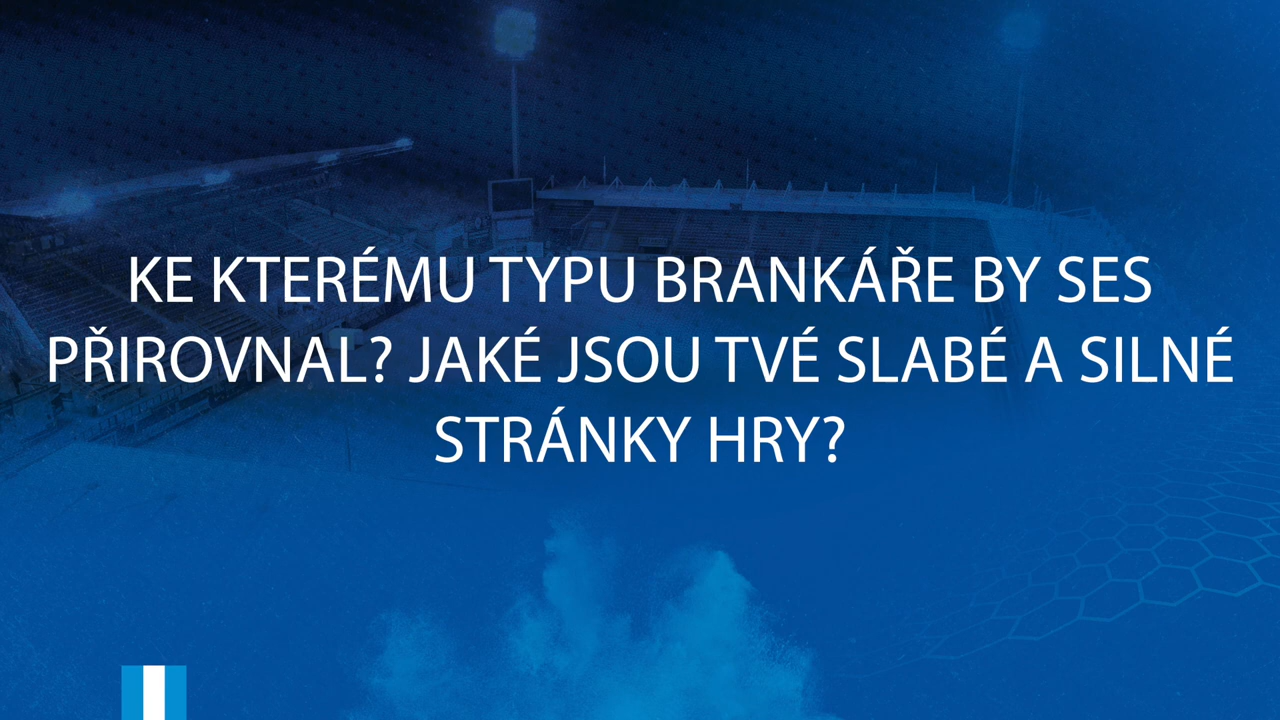 KE KTERÉMU TYPU BRANKÁŘE BY SES
PŘIROVNAL? JAKÉ JSOU TVÉ SLABÉ A SILNÉ
STRÁNKY HRY?